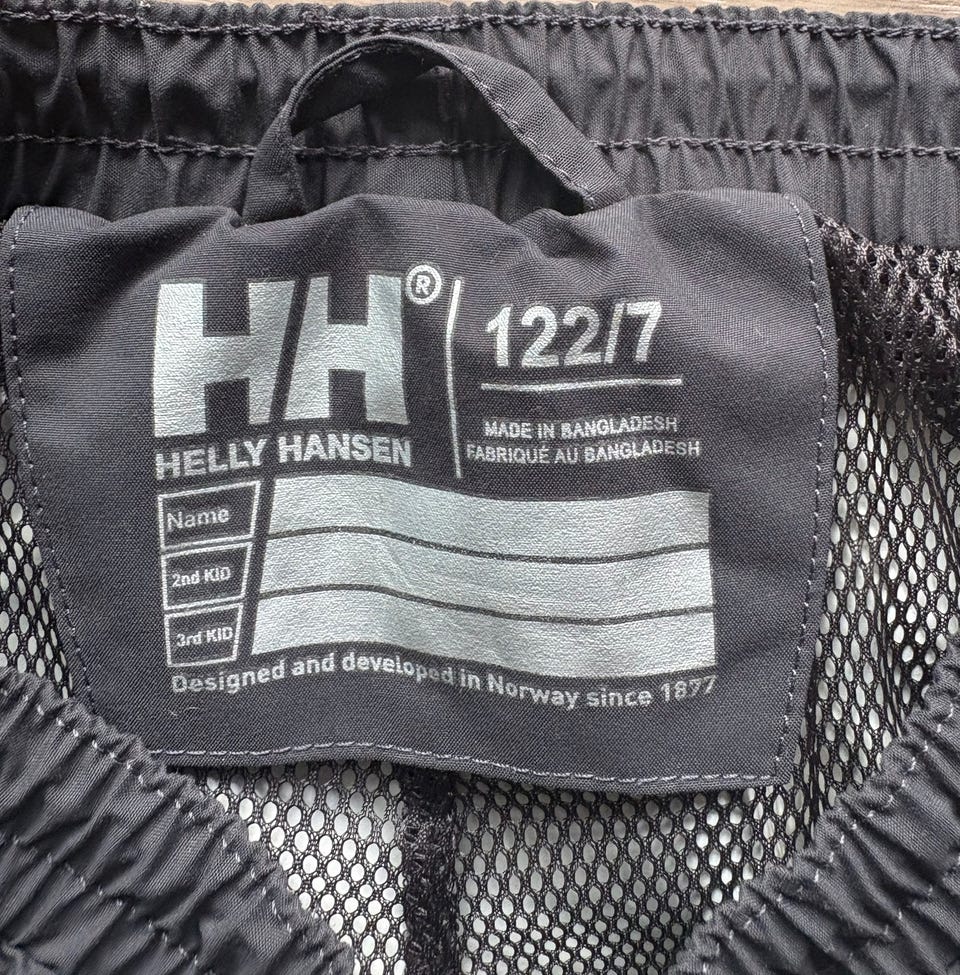 HH®
HELLY HANSEN
122/7
MADE IN BANGLADESH
FABRIQUÉ AU BANGLADESH
Name
2nd KID
3rd KID
Designed and developed in Norway since 1877